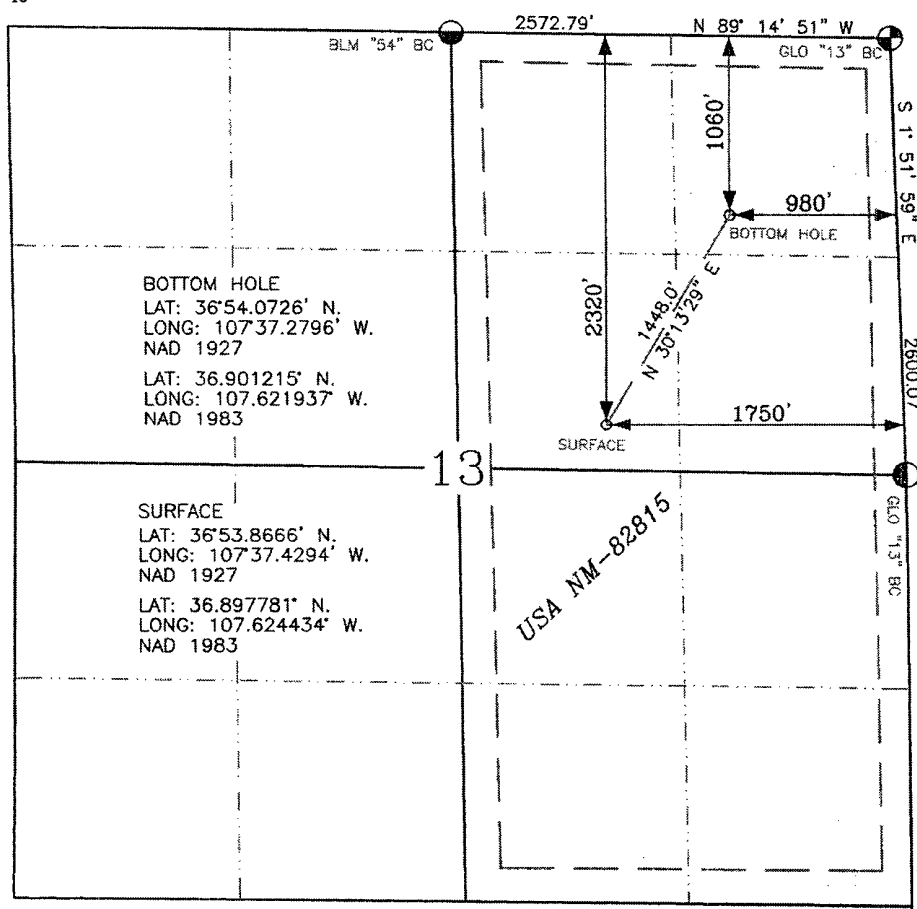 2572.79' N 89° 14' 51" W
BLM "54" BC
GLO "13" BC
S 1° 51' 59" E
1060'
980'
BOTTOM HOLE
BOTTOM HOLE
LAT: 36°54.0726' N.
LONG: 107°37.2796' W.
NAD 1927
LAT: 36.901215° N.
LONG: 107.621937° W.
NAD 1983
2320'
1448.0'
N 30°13'29" E
2600.07'
1750'
SURFACE
13
GLO "13" BC
SURFACE
LAT: 36°53.8666' N.
LONG: 107°37.4294' W.
NAD 1927
LAT: 36.897781° N.
LONG: 107.624434° W.
NAD 1983
USA NM-82815